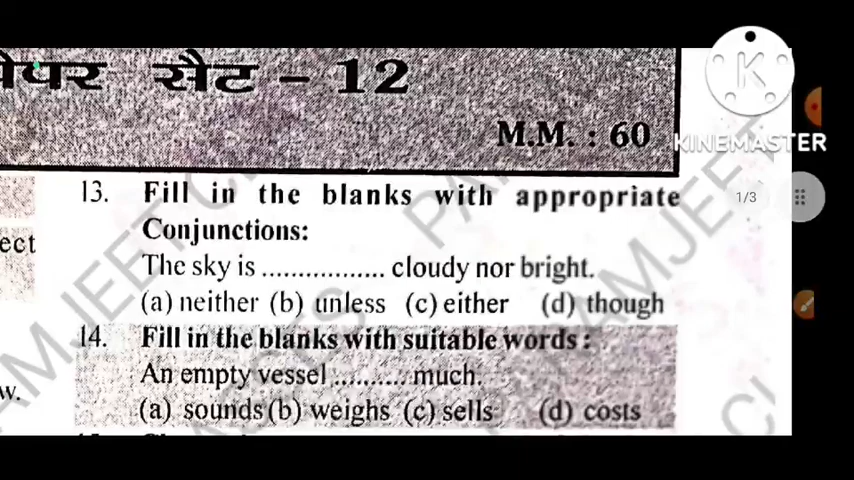 पेपर सैट – 12
M.M. : 60
KINEMASTER
1/3
13. Fill in the blanks with appropriate
Conjunctions:
The sky is ................. cloudy nor bright.
(a) neither (b) unless (c) either (d) though
ect
14. Fill in the blanks with suitable words :
An empty vessel .......... much.
w.
(a) sounds (b) weighs (c) sells (d) costs